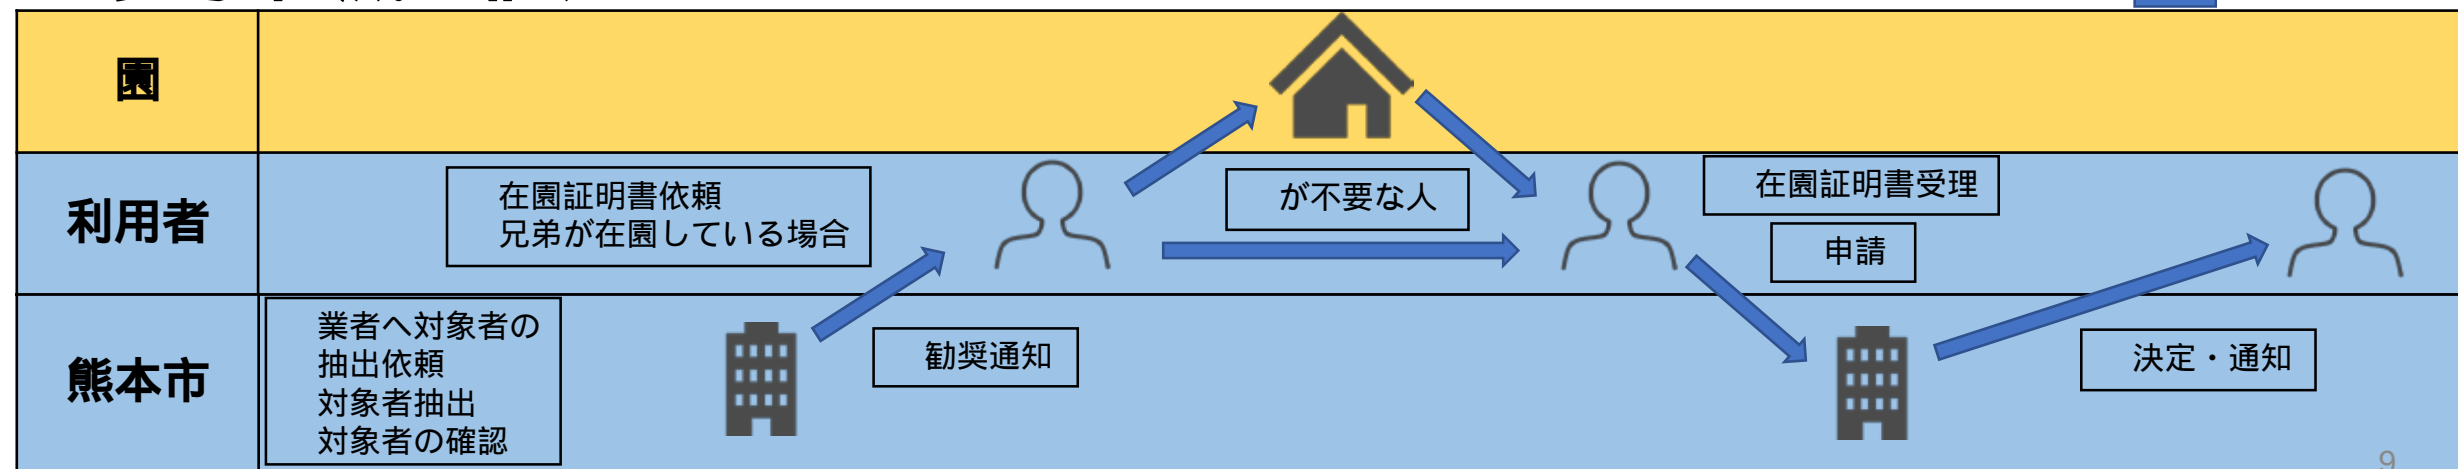 園
利用者
在園証明書依頼
兄弟が在園している場合
が不要な人
在園証明書受理
申請
熊本市
業者へ対象者の
抽出依頼
対象者抽出
対象者の確認
勧奨通知
決定・通知
9